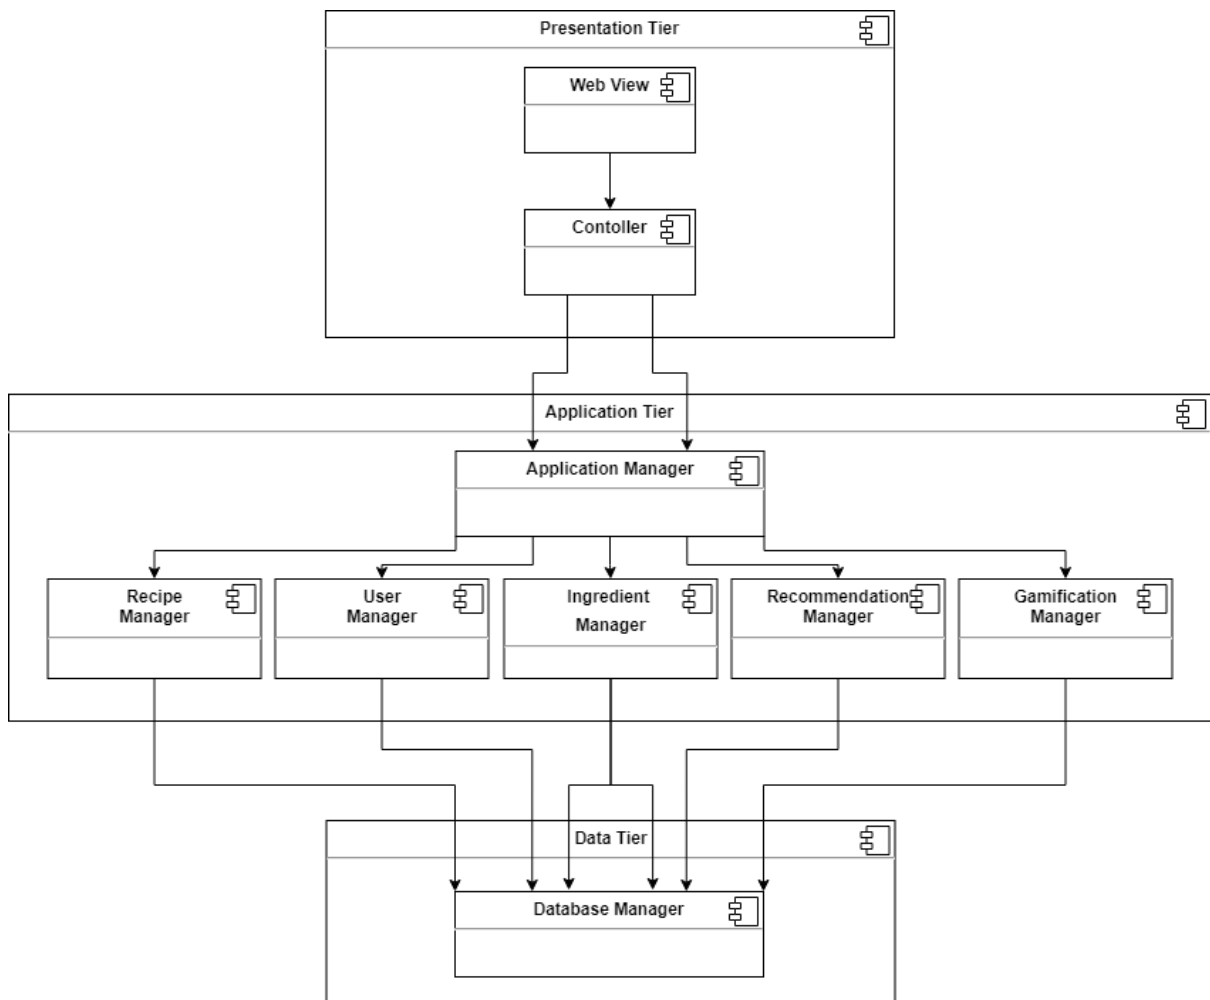 Presentation Tier
Web View
Contoller
Application Tier
Application Manager
Recipe
Manager
User
Manager
Ingredient
Manager
Recommendation
Manager
Gamification
Manager
Data Tier
Database Manager